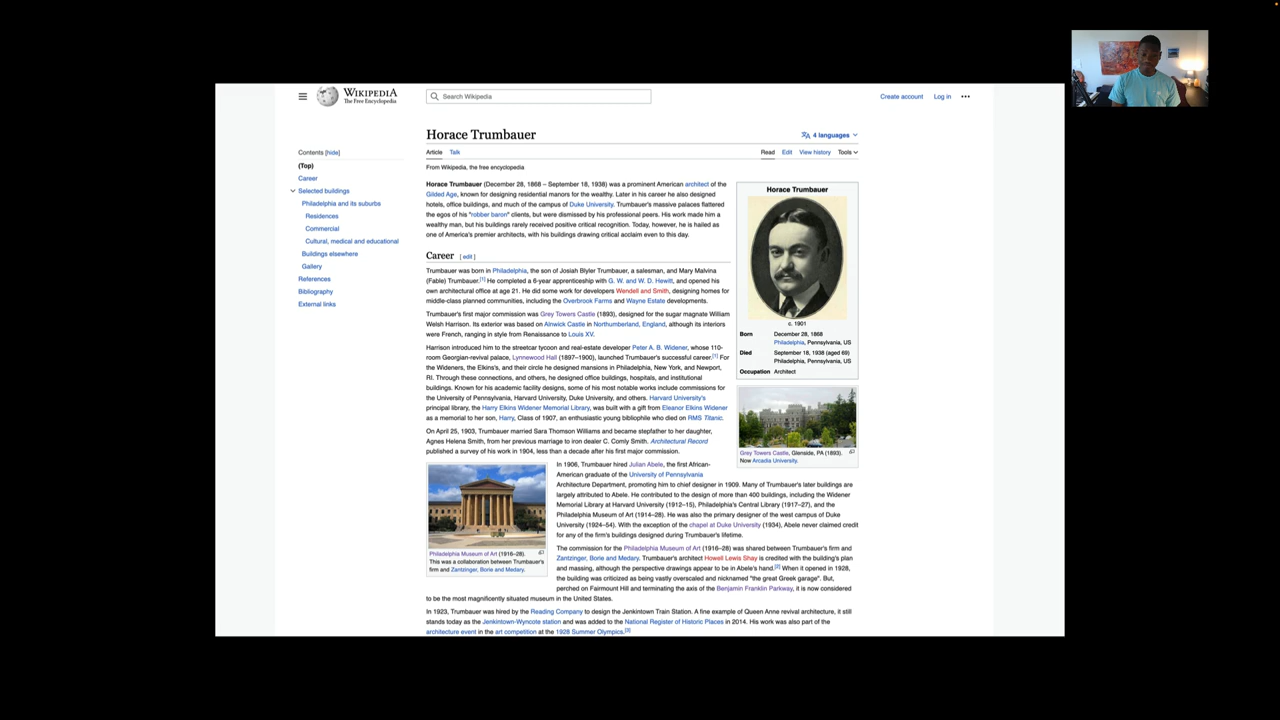 WIKIPEDIA
The Free Encyclopedia
Search Wikipedia
Create account
Log in
Horace Trumbauer
4 languages
Article
Talk
Read
Edit
View history
Tools
From Wikipedia, the free encyclopedia
Contents [hide]
(Top)
Career
Selected buildings
Philadelphia and its suburbs
Residences
Commercial
Cultural, medical and educational
Buildings elsewhere
Gallery
References
Bibliography
External links
Horace Trumbauer (December 28, 1868 – September 18, 1938) was a prominent American architect of the
Gilded Age, known for designing residential manors for the wealthy. Later in his career he also designed
hotels, office buildings, and much of the campus of Duke University. Trumbauer's massive palaces flattered
the egos of his "robber baron" clients, but were dismissed by his professional peers. His work made him a
wealthy man, but his buildings rarely received positive critical recognition. Today, however, he is hailed as
one of America's premier architects, with his buildings drawing critical acclaim even to this day.
Career [ edit ]
Trumbauer was born in Philadelphia, the son of Josiah Blyler Trumbauer, a salesman, and Mary Malvina
(Fable) Trumbauer.[1] He completed a 6-year apprenticeship with G. W. and W. D. Hewitt, and opened his
own architectural office at age 21. He did some work for developers Wendell and Smith, designing homes for
middle-class planned communities, including the Overbrook Farms and Wayne Estate developments.
Trumbauer's first major commission was Grey Towers Castle (1893), designed for the sugar magnate William
Welsh Harrison. Its exterior was based on Alnwick Castle in Northumberland, England, although its interiors
were French, ranging in style from Renaissance to Louis XV.
Harrison introduced him to the streetcar tycoon and real-estate developer Peter A. B. Widener, whose 110-
room Georgian-revival palace, Lynnewood Hall (1897–1900), launched Trumbauer's successful career.[1] For
the Wideners, the Elkins's, and their circle he designed mansions in Philadelphia, New York, and Newport,
RI. Through these connections, and others, he designed office buildings, hospitals, and institutional
buildings. Known for his academic facility designs, some of his most notable works include commissions for
the University of Pennsylvania, Harvard University, Duke University, and others. Harvard University's
principal library, the Harry Elkins Widener Memorial Library, was built with a gift from Eleanor Elkins Widener
as a memorial to her son, Harry, Class of 1907, an enthusiastic young bibliophile who died on RMS Titanic.
On April 25, 1903, Trumbauer married Sara Thomson Williams and became stepfather to her daughter,
Agnes Helena Smith, from her previous marriage to iron dealer C. Comly Smith. Architectural Record
published a survey of his work in 1904, less than a decade after his first major commission.
In 1906, Trumbauer hired Julian Abele, the first African-
American graduate of the University of Pennsylvania
Architecture Department, promoting him to chief designer in 1909. Many of Trumbauer's later buildings are
largely attributed to Abele. He contributed to the design of more than 400 buildings, including the Widener
Memorial Library at Harvard University (1912–15), Philadelphia's Central Library (1917–27), and the
Philadelphia Museum of Art (1914–28). He was also the primary designer of the west campus of Duke
University (1924–54). With the exception of the chapel at Duke University (1934), Abele never claimed credit
for any of the firm's buildings designed during Trumbauer's lifetime.
Philadelphia Museum of Art (1916–28).
This was a collaboration between Trumbauer's
firm and Zantzinger, Borie and Medary.
The commission for the Philadelphia Museum of Art (1916–28) was shared between Trumbauer's firm and
Zantzinger, Borie and Medary. Trumbauer's architect Howell Lewis Shay is credited with the building's plan
and massing, although the perspective drawings appear to be in Abele's hand.[2] When it opened in 1928,
the building was criticized as being vastly overscaled and nicknamed "the great Greek garage". But,
perched on Fairmount Hill and terminating the axis of the Benjamin Franklin Parkway, it is now considered
to be the most magnificently situated museum in the United States.
In 1923, Trumbauer was hired by the Reading Company to design the Jenkintown Train Station. A fine example of Queen Anne revival architecture, it still
stands today as the Jenkintown-Wyncote station and was added to the National Register of Historic Places in 2014. His work was also part of the
architecture event in the art competition at the 1928 Summer Olympics.[3]
Horace Trumbauer
c. 1901
Born December 28, 1868
Philadelphia, Pennsylvania, US
Died September 18, 1938 (aged 69)
Philadelphia, Pennsylvania, US
Occupation Architect
Grey Towers Castle, Glenside, PA (1893).
Now Arcadia University.